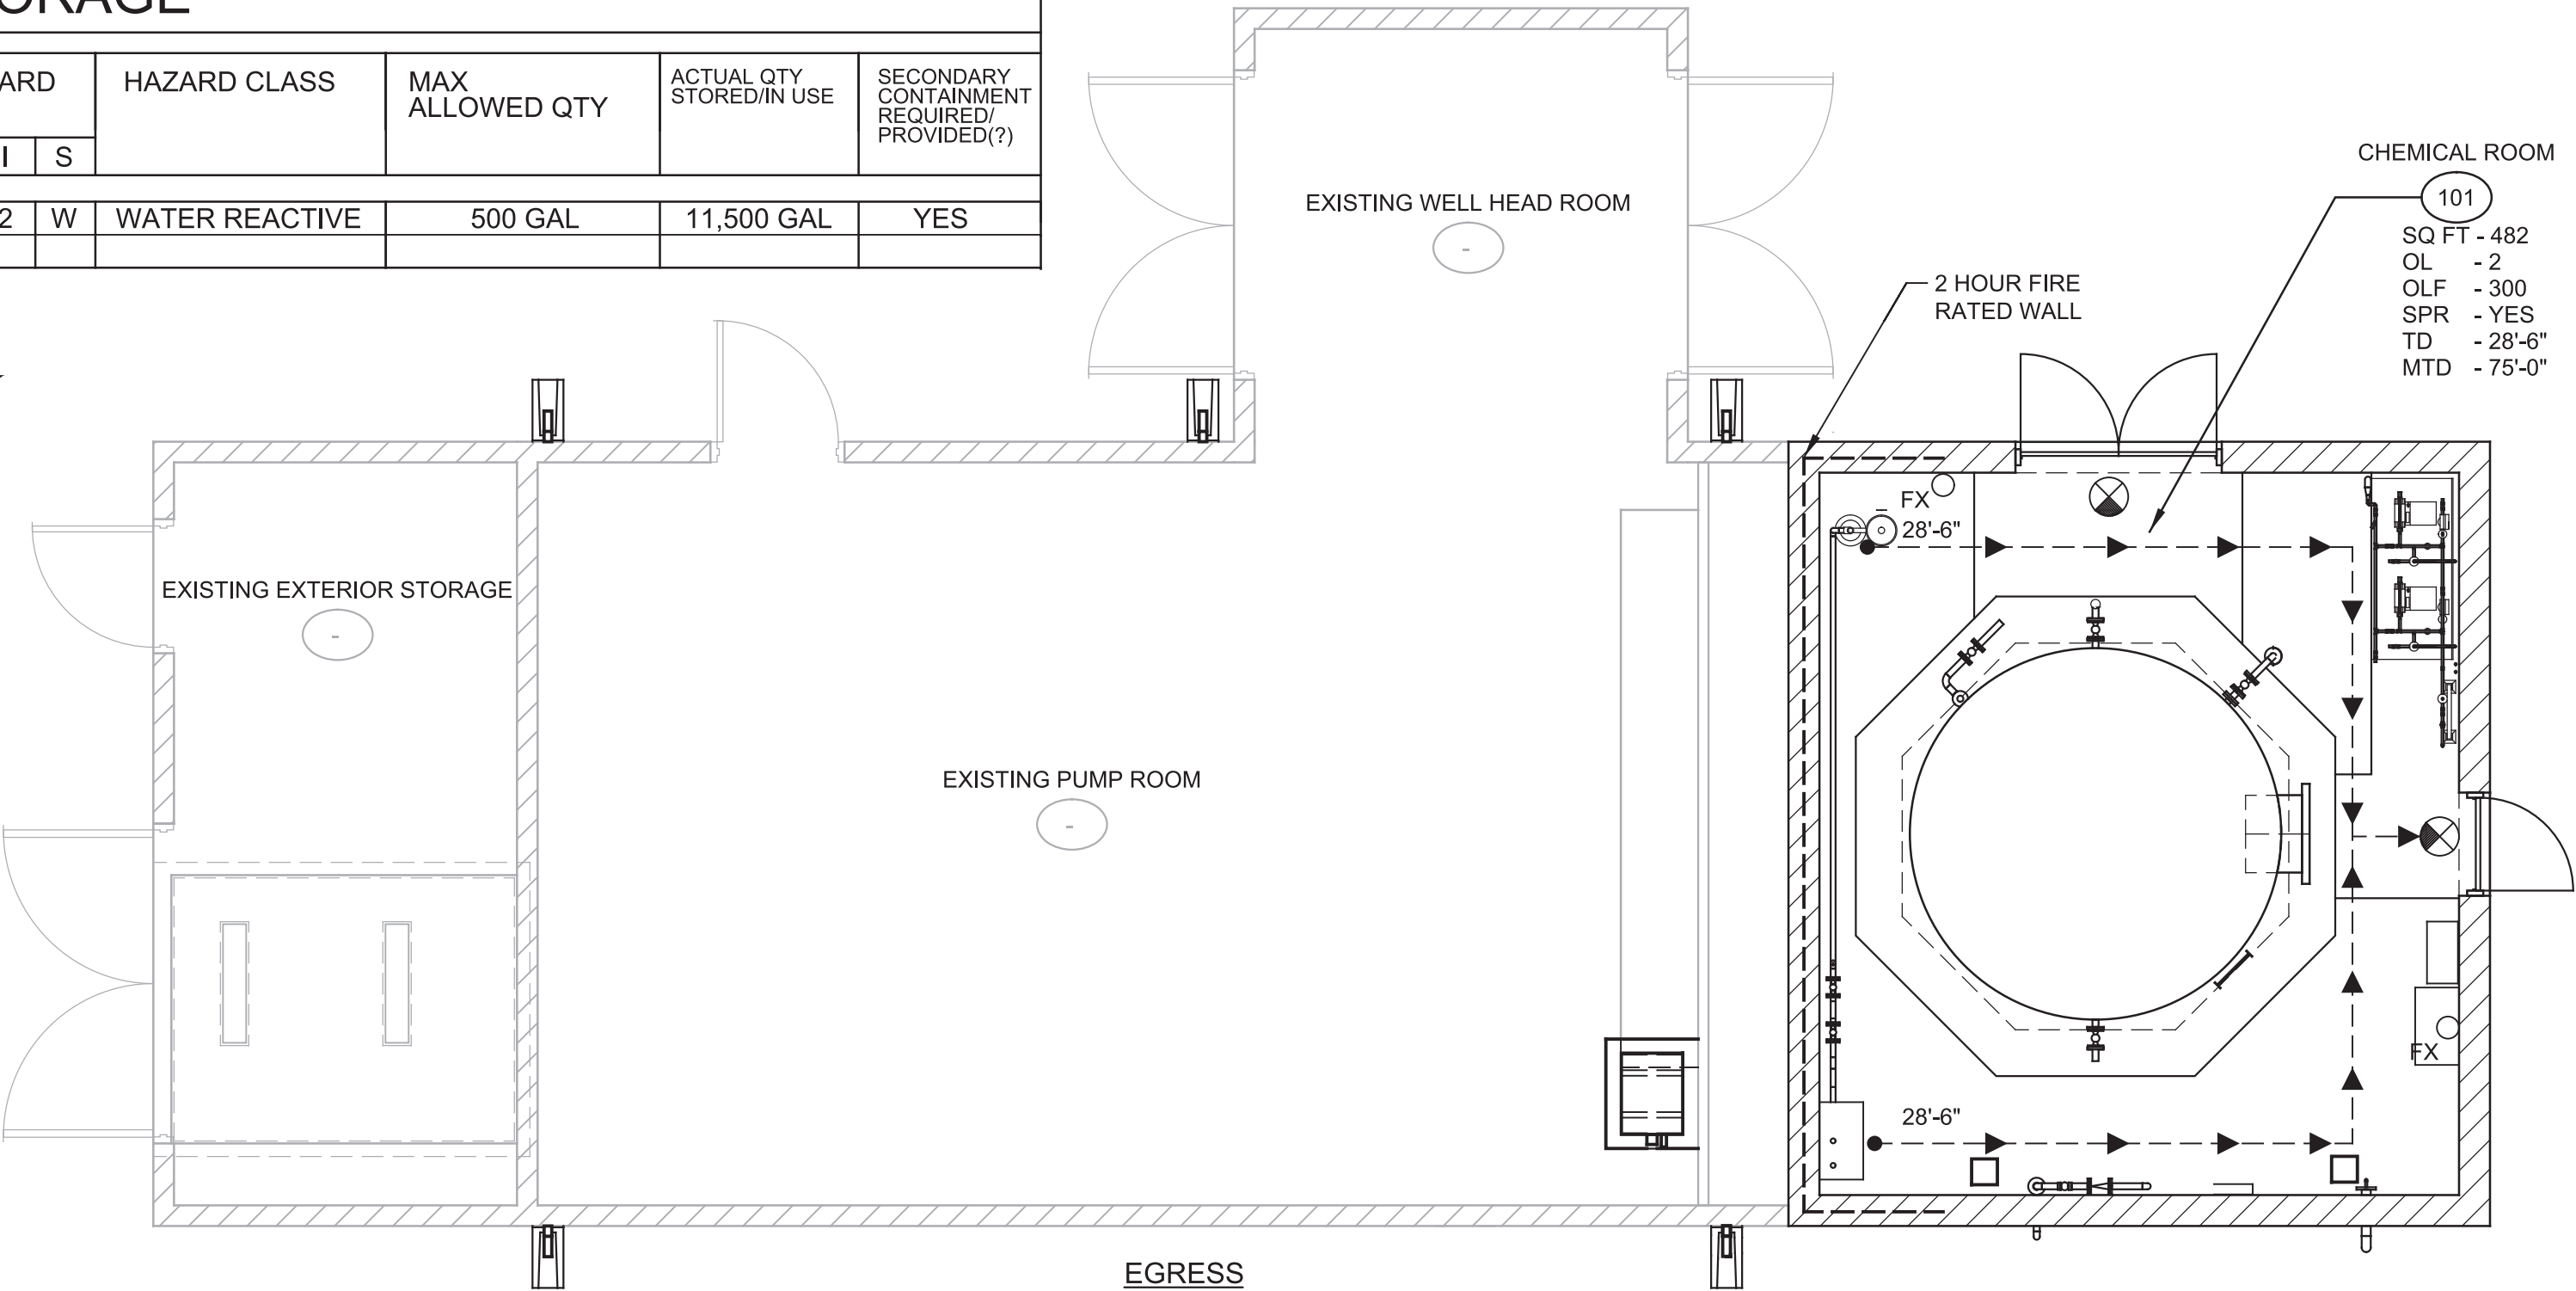 ORAGE
ARD
HAZARD CLASS
MAX
ALLOWED QTY
ACTUAL QTY
STORED/IN USE
SECONDARY
CONTAINMENT
REQUIRED/
PROVIDED(?)
I S
2 W WATER REACTIVE 500 GAL 11,500 GAL YES
EXISTING WELL HEAD ROOM
-
CHEMICAL ROOM
101
SQ FT - 482
OL - 2
OLF - 300
SPR - YES
TD - 28'-6"
MTD - 75'-0"
2 HOUR FIRE
RATED WALL
FX
28'-6"
EXISTING EXTERIOR STORAGE
-
EXISTING PUMP ROOM
-
FX
28'-6"
EGRESS